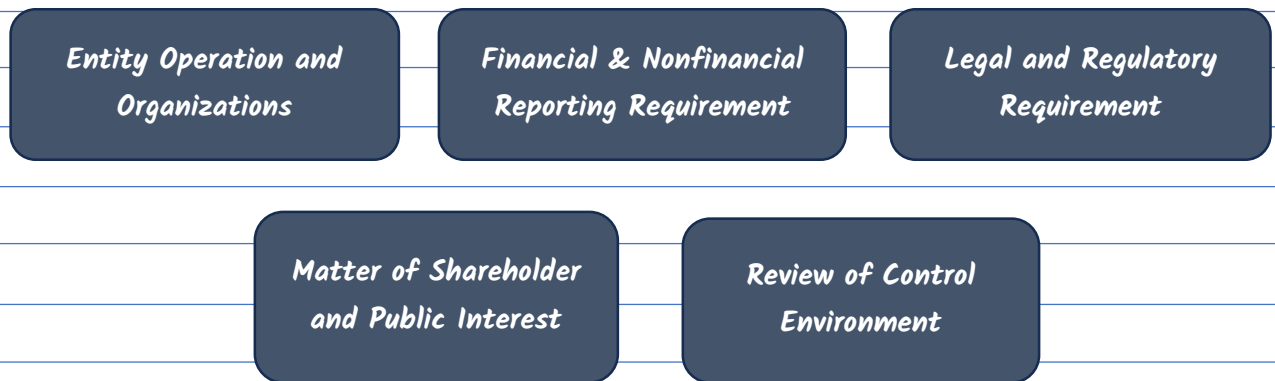 Entity Operation and
Organizations
Financial & Nonfinancial
Reporting Requirement
Legal and Regulatory
Requirement
Matter of Shareholder
and Public Interest
Review of Control
Environment